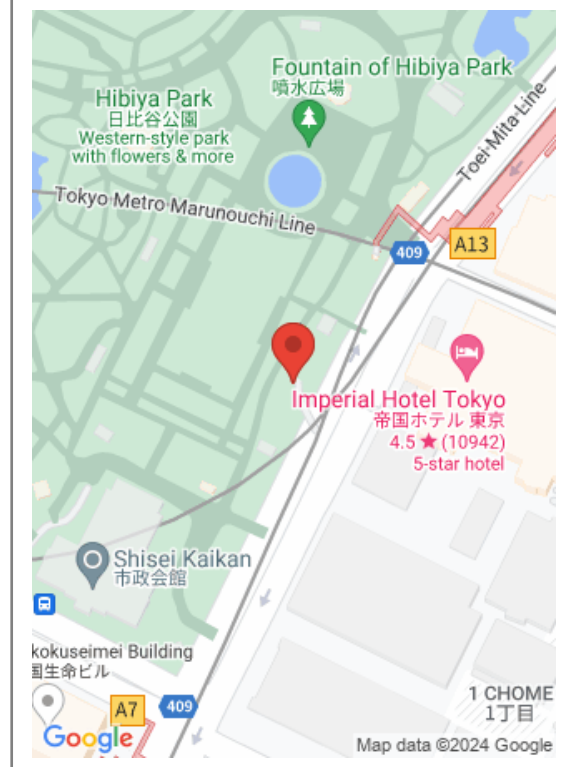 Fountain of Hibiya Park
噴水広場
Hibiya Park
日比谷公園
Western-style park
with flowers & more
Toei Mita Line
Tokyo Metro Marunouchi Line
409
A13
Imperial Hotel Tokyo
帝国ホテル 東京
4.5 ★ (10942)
5-star hotel
Shisei Kaikan
市政会館
kokuseimei Building
国生命ビル
A7
409
1 CHOME
1丁目
Google
Map data ©2024 Google